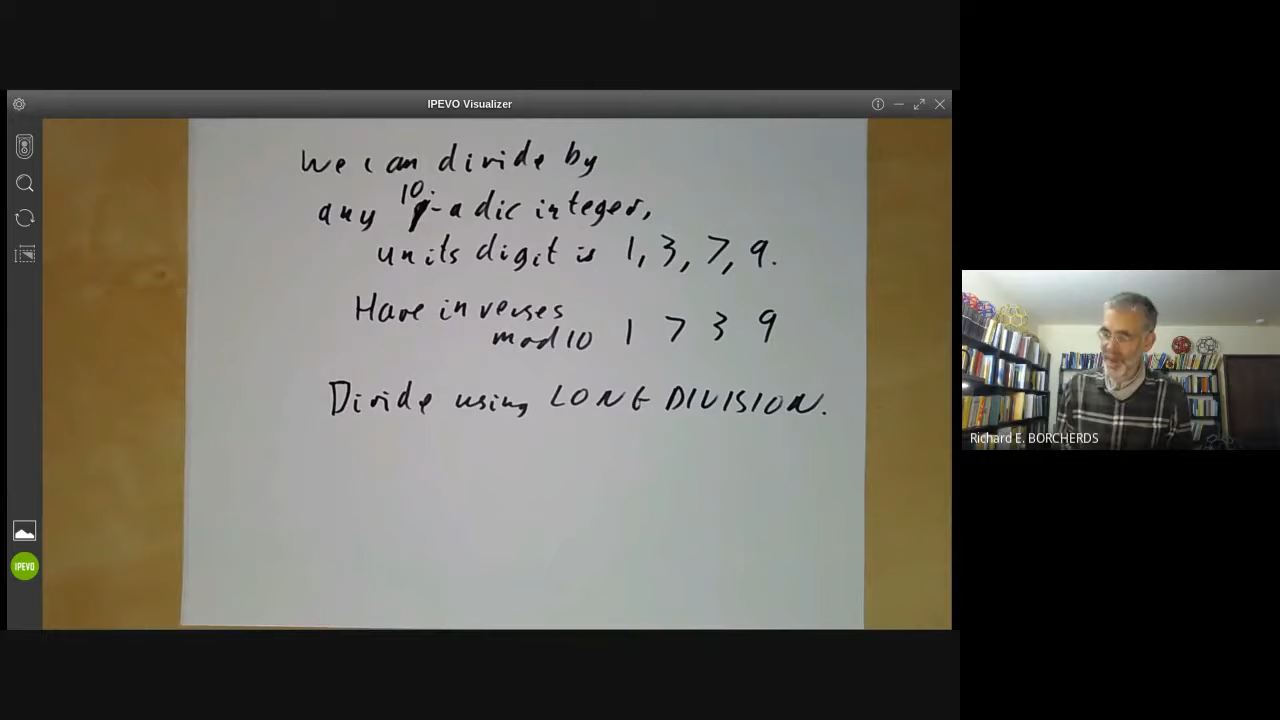 IPEVO Visualizer
We can divide by
any 10-adic integer,
units digit is 1, 3, 7, 9.
Have inverses
mod 10 1 7 3 9
Divide using LONG DIVISION.
IPEVO
Richard E. BORCHERDS